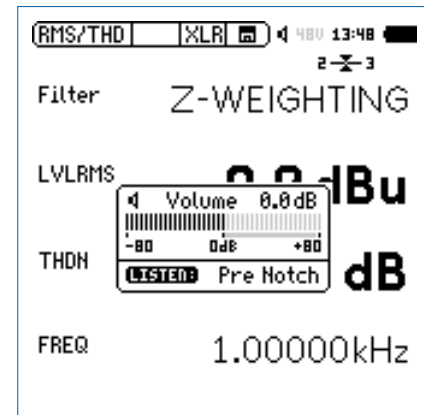 RMS/THD XLR 48V 13:48
2 3
Filter Z-WEIGHTING
LVLRMS dBu
Volume 0.0dB
-80 0dB +80
LISTEN: Pre Notch
THDN dB
FREQ 1.00000kHz